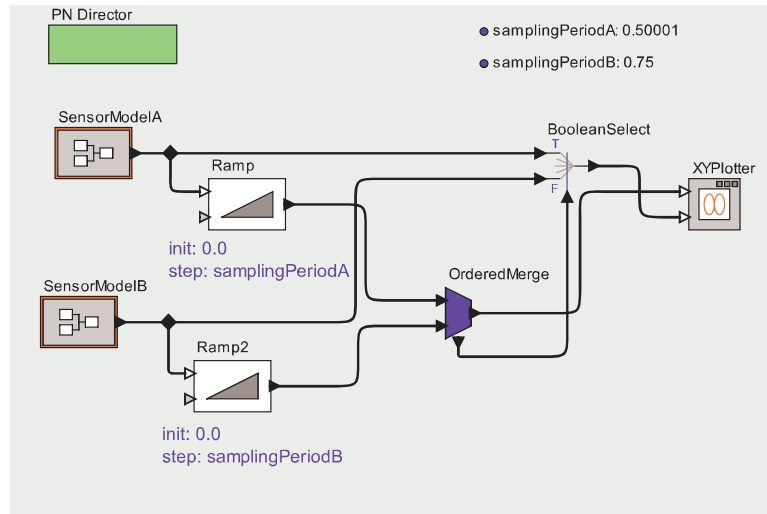 PN Director
samplingPeriodA: 0.50001
samplingPeriodB: 0.75
SensorModelA
BooleanSelect
T
F
Ramp
XYPlotter
init: 0.0
step: samplingPeriodA
SensorModelB
OrderedMerge
Ramp2
init: 0.0
step: samplingPeriodB